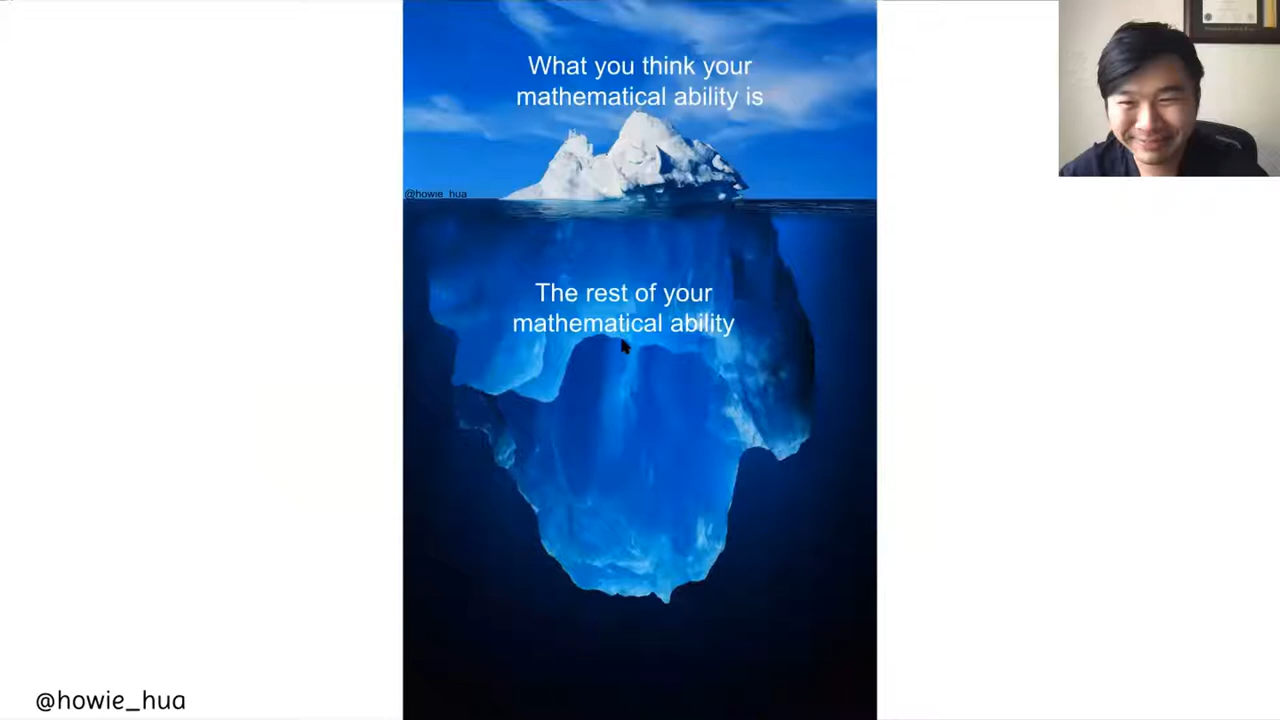 What you think your
mathematical ability is
@howie_hua
The rest of your
mathematical ability
@howie_hua